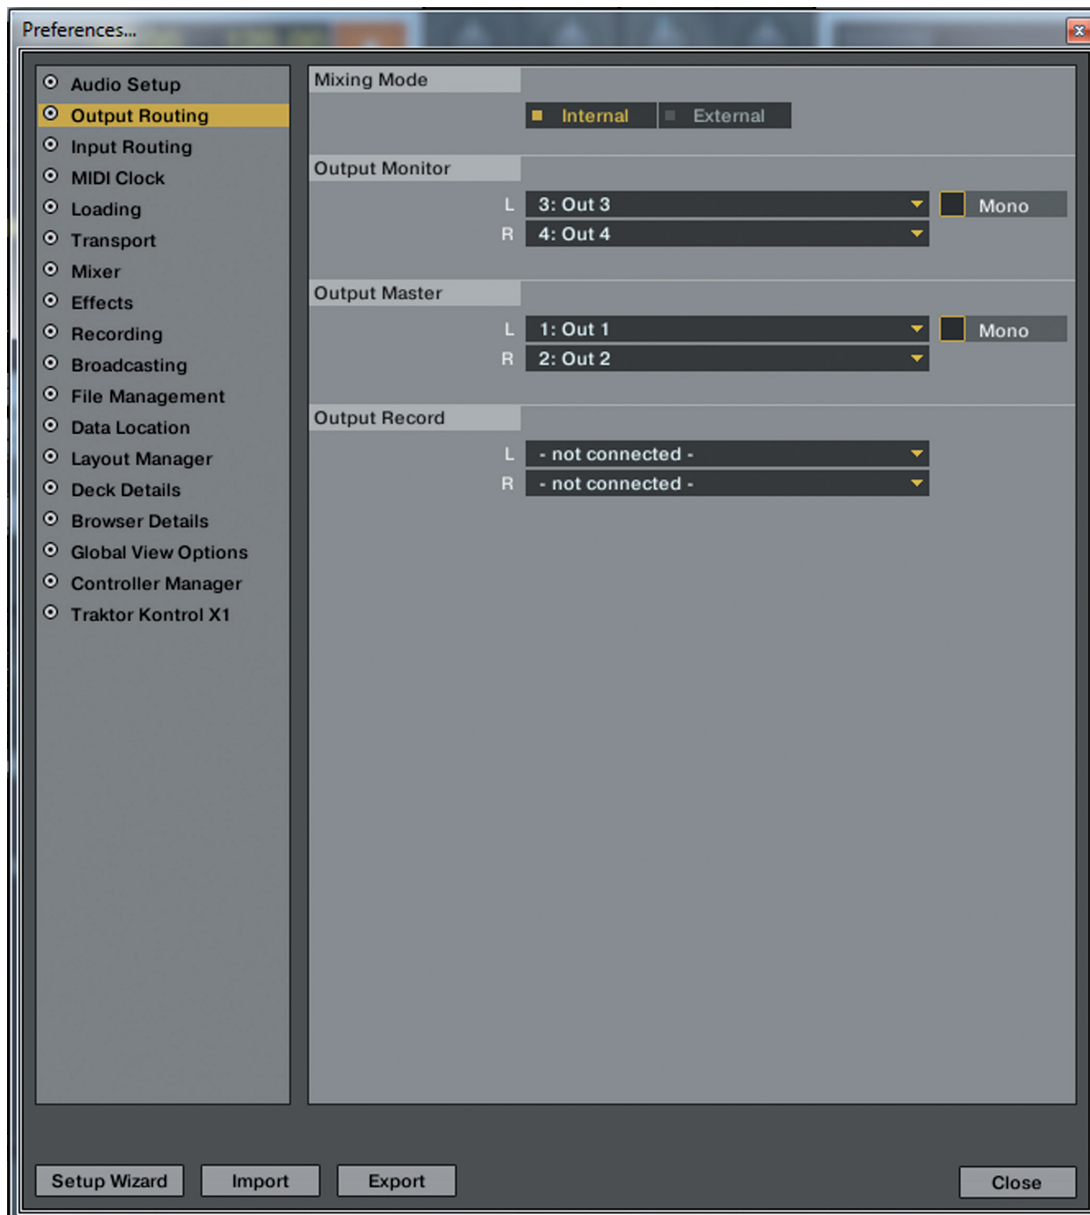 Preferences...
Audio Setup
Output Routing
Input Routing
MIDI Clock
Loading
Transport
Mixer
Effects
Recording
Broadcasting
File Management
Data Location
Layout Manager
Deck Details
Browser Details
Global View Options
Controller Manager
Traktor Kontrol X1
Mixing Mode
Internal External
Output Monitor
L 3: Out 3 Mono
R 4: Out 4
Output Master
L 1: Out 1 Mono
R 2: Out 2
Output Record
L - not connected -
R - not connected -
Setup Wizard Import Export Close